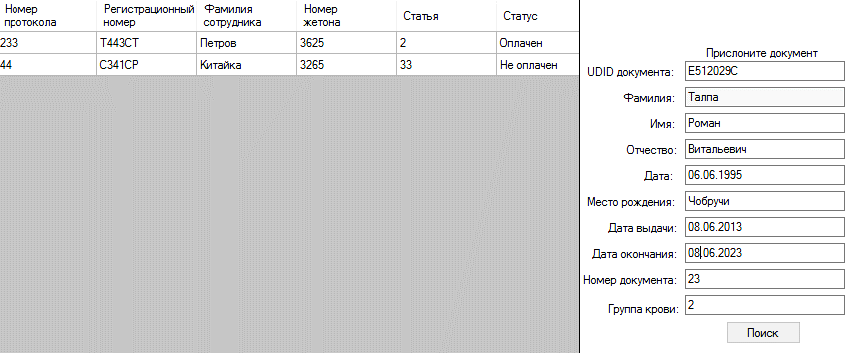 Номер протокола
Регистрационный номер
Фамилия сотрудника
Номер жетона
Статья
Статус
233 Т443СТ Петров 3625 2 Оплачен
44 С341СР Китайка 3265 33 Не оплачен
Прислоните документ
UDID документа: E512029C
Фамилия: Талпа
Имя: Роман
Отчество: Витальевич
Дата: 06.06.1995
Место рождения: Чобручи
Дата выдачи: 08.06.2013
Дата окончания: 08.06.2023
Номер документа: 23
Группа крови: 2
Поиск